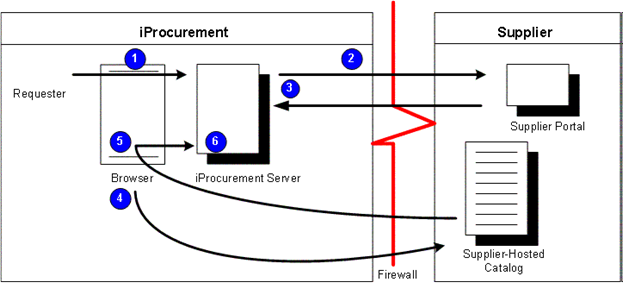 iProcurement
Supplier
1
2
3
Requester
Supplier Portal
5
6
Browser
iProcurement Server
4
Supplier-Hosted
Catalog
Firewall